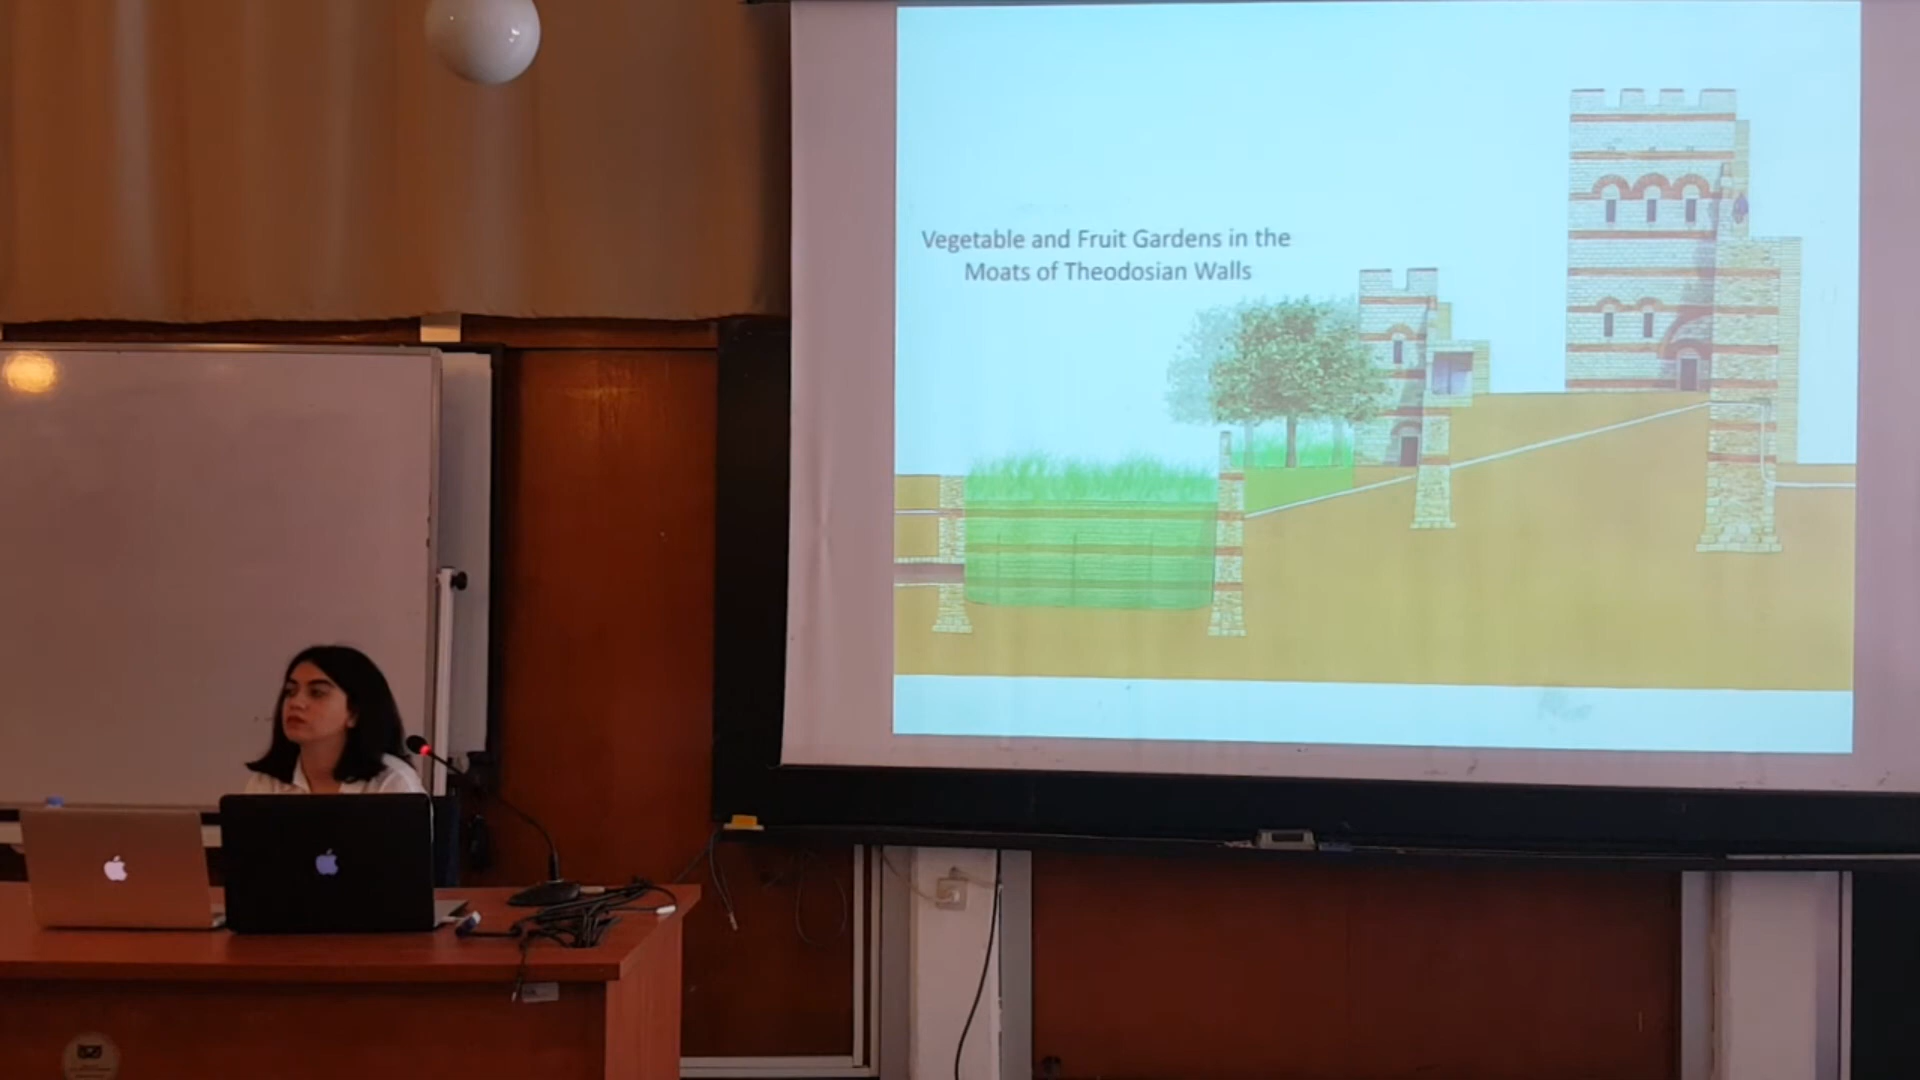 Vegetable and Fruit Gardens in the
Moats of Theodosian Walls